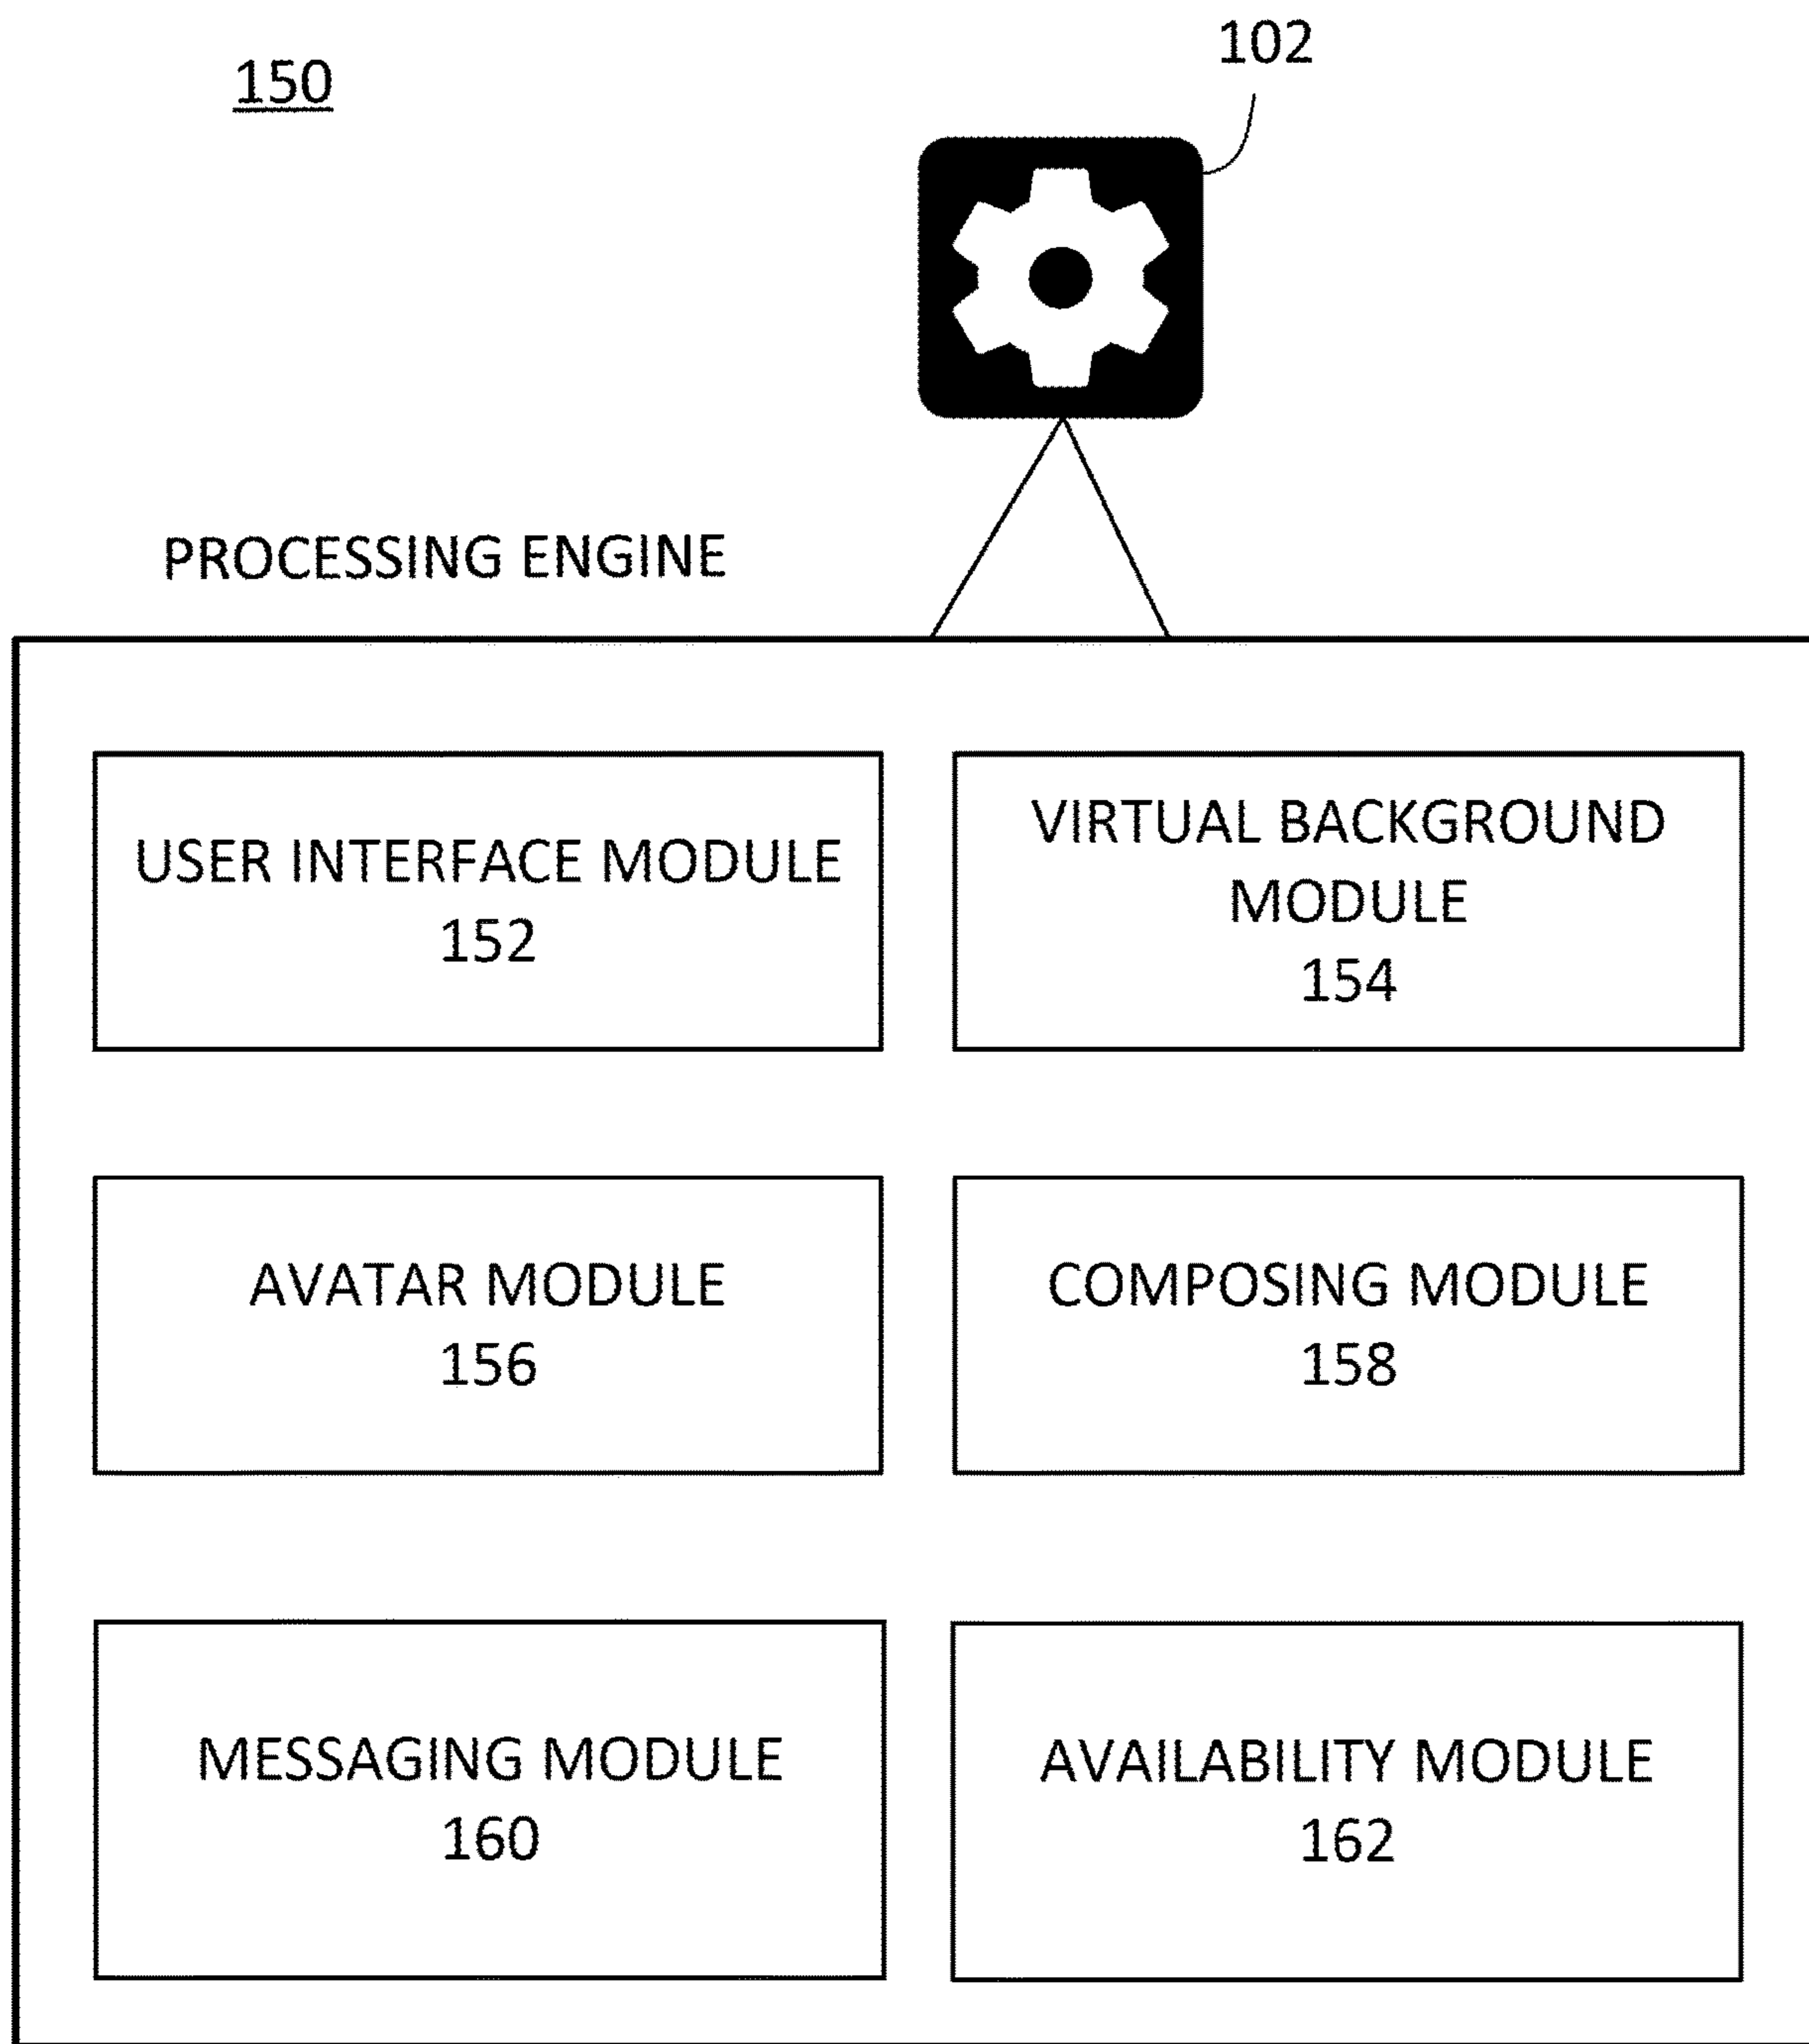 150
102
PROCESSING ENGINE
USER INTERFACE MODULE
152
VIRTUAL BACKGROUND
MODULE
154
AVATAR MODULE
156
COMPOSING MODULE
158
MESSAGING MODULE
160
AVAILABILITY MODULE
162